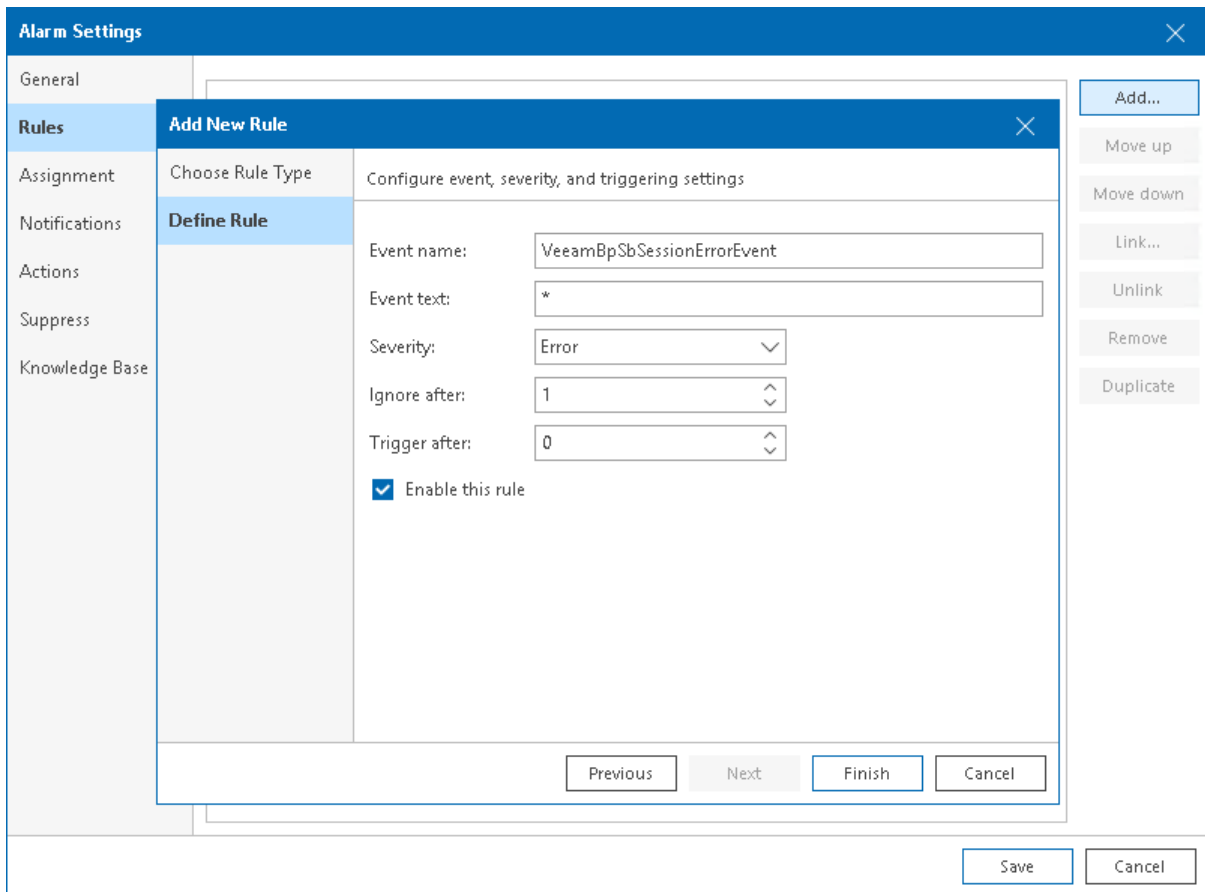 Alarm Settings
General
Rules
Assignment
Notifications
Actions
Suppress
Knowledge Base
Add New Rule
Choose Rule Type
Define Rule
Configure event, severity, and triggering settings
Event name: VeeamBpSbSessionErrorEvent
Event text: *
Severity: Error
Ignore after: 1
Trigger after: 0
Enable this rule
Previous Next Finish Cancel
Add...
Move up
Move down
Link...
Unlink
Remove
Duplicate
Save Cancel